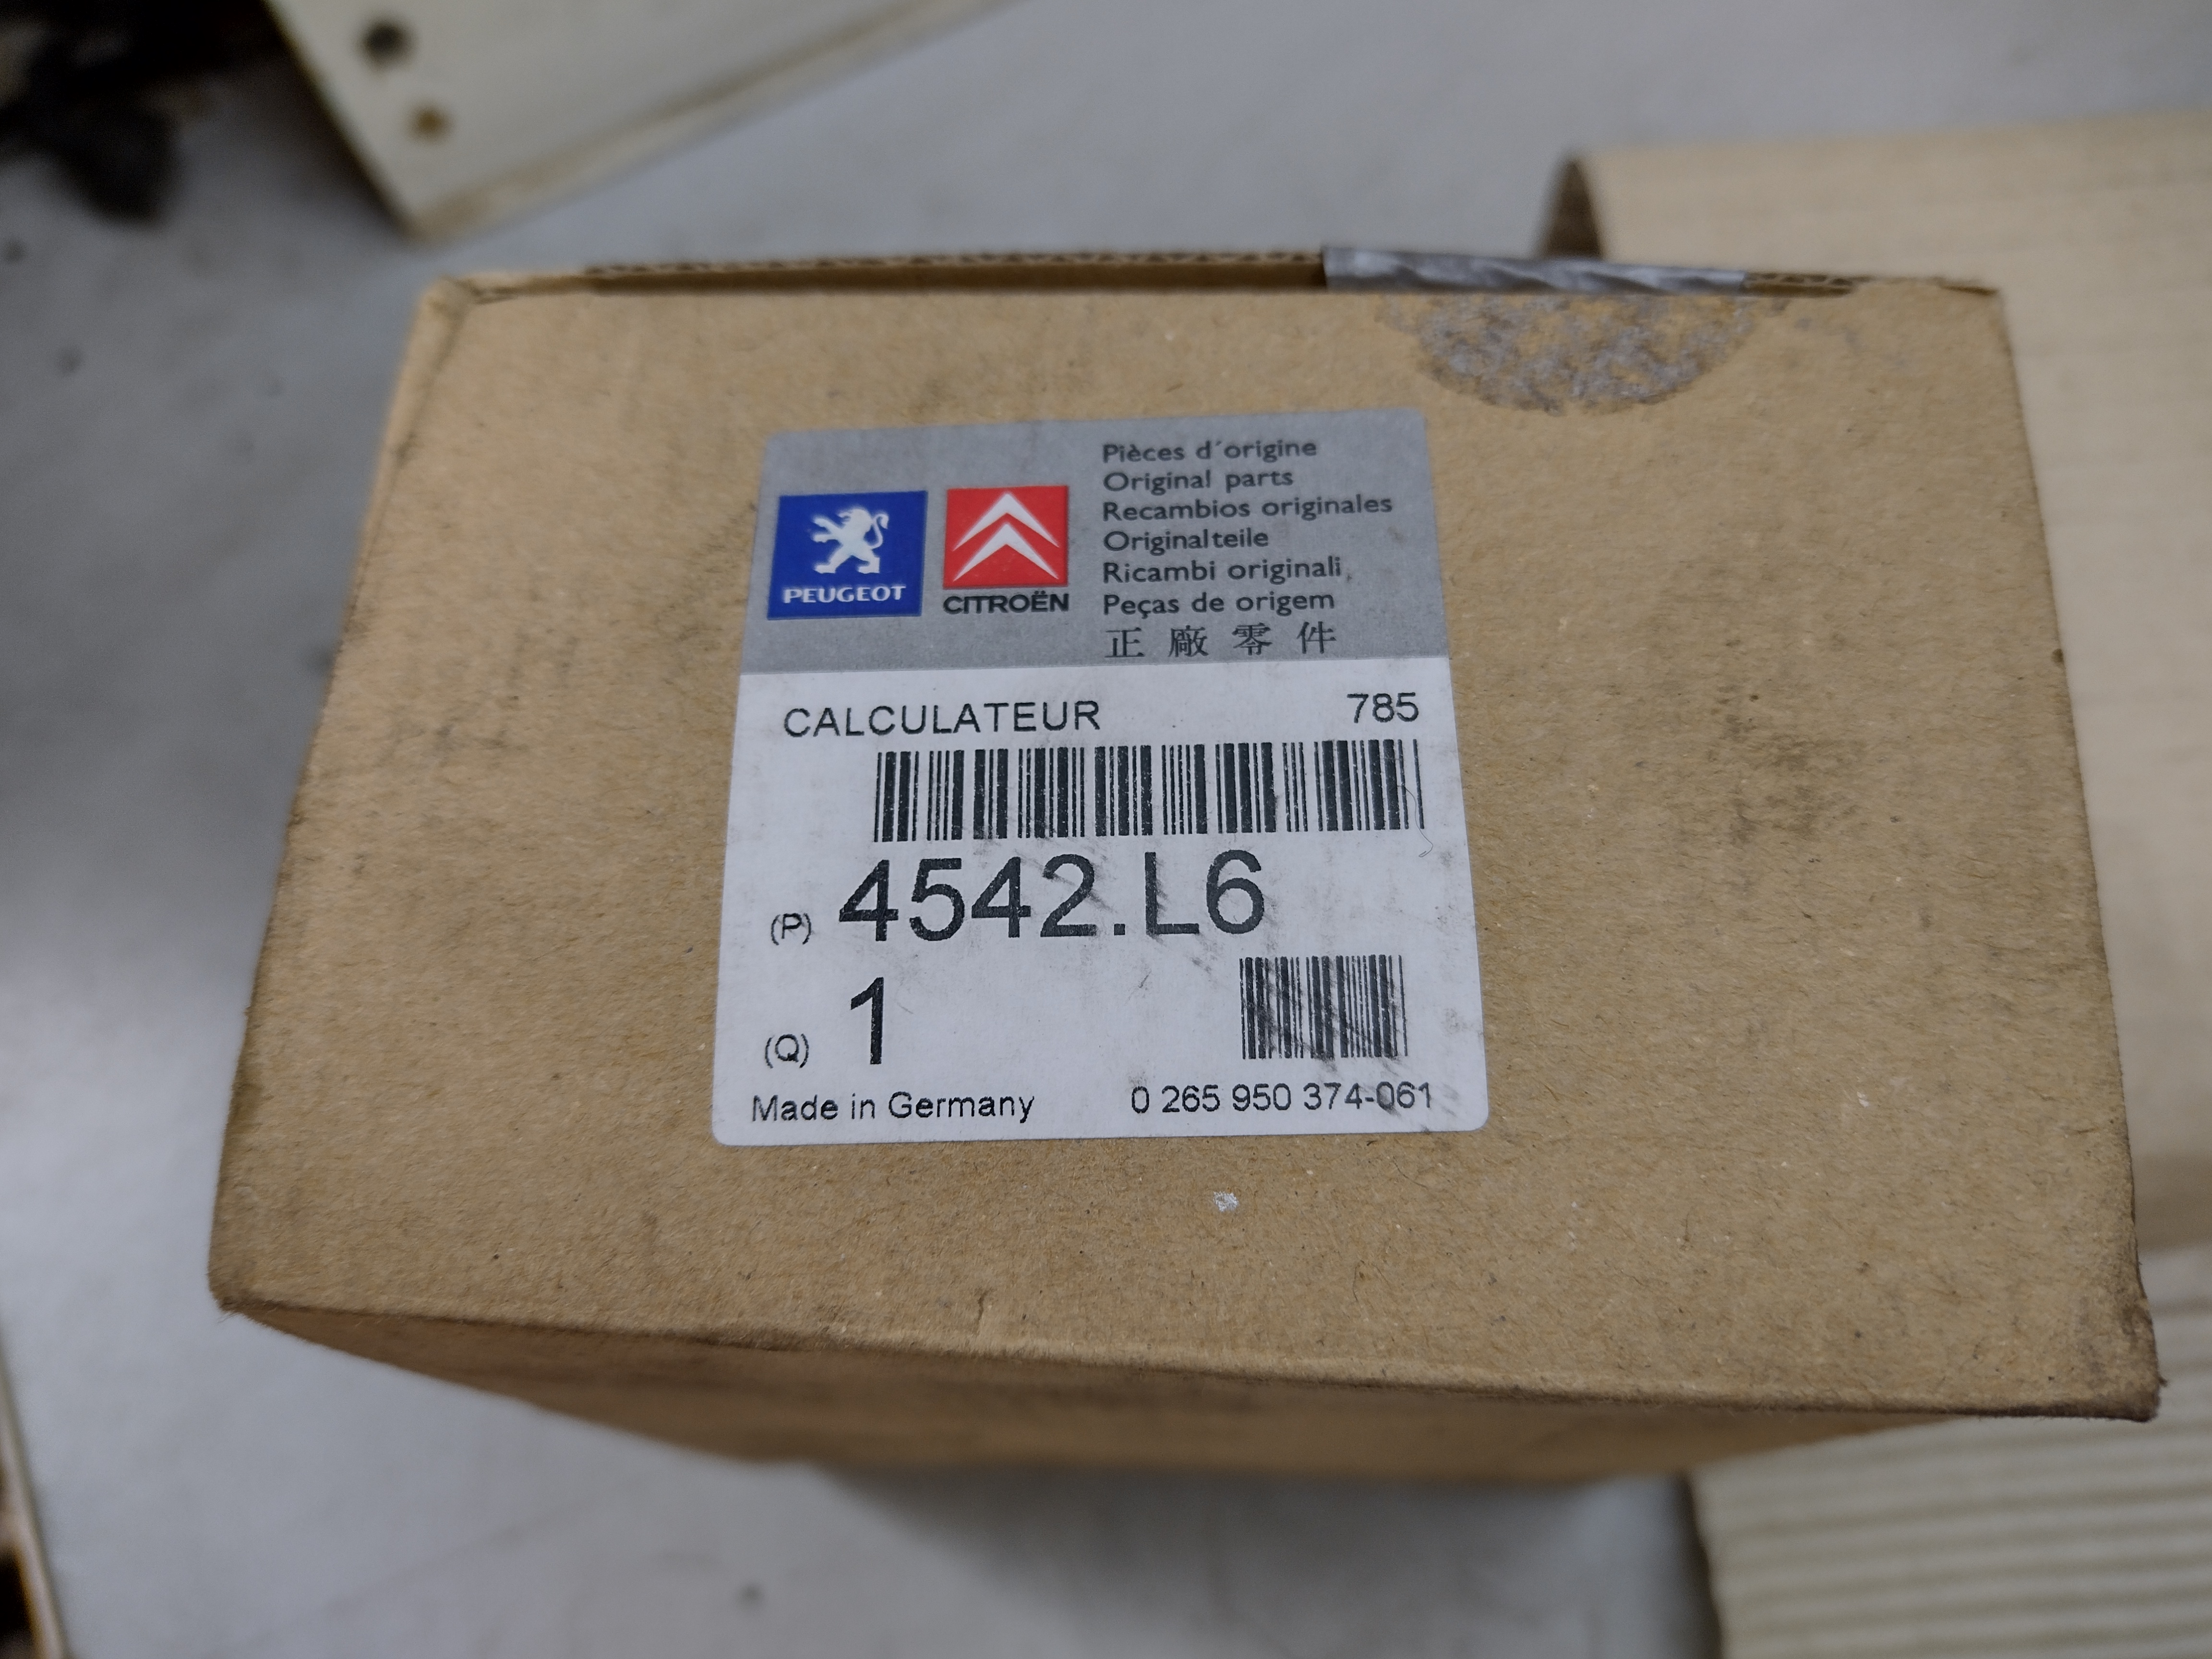 PEUGEOT
CITROËN
Pièces d'origine
Original parts
Recambios originales
Originalteile
Ricambi originali
Peças de origem
正廠零件
CALCULATEUR 785
(P) 4542.L6
(Q) 1
Made in Germany 0 265 950 374-061